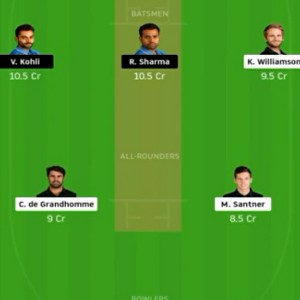 BATSMEN
V. Kohli
10.5 Cr
R. Sharma
10.5 Cr
K. Williamson
9.5 Cr
ALL-ROUNDERS
C. de Grandhomme
9 Cr
M. Santner
8.5 Cr
BOWLERS